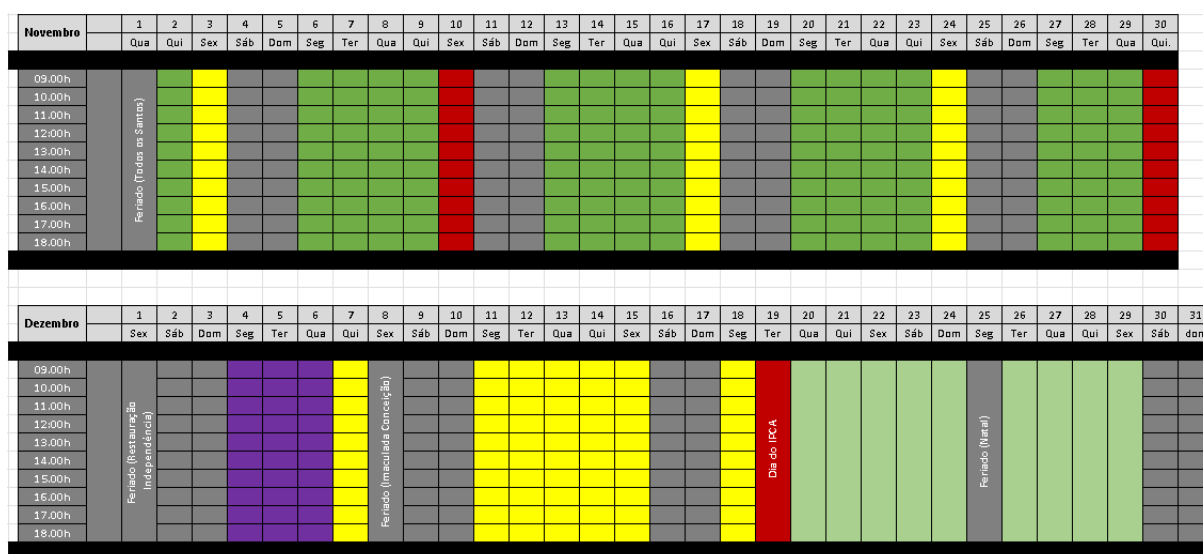 Novembro 1 2 3 4 5 6 7 8 9 10 11 12 13 14 15 16 17 18 19 20 21 22 23 24 25 26 27 28 29 30
Qua Qui Sex Sáb Dom Seg Ter Qua Qui Sex Sáb Dom Seg Ter Qua Qui Sex Sáb Dom Seg Ter Qua Qui Sex Sáb Dom Seg Ter Qua Qui.
09.00h
10.00h
11.00h
12:00h
13.00h
14.00h
15.00h
16.00h
17.00h
18.00h
Feriado (Todos os Santos)
Dezembro 1 2 3 4 5 6 7 8 9 10 11 12 13 14 15 16 17 18 19 20 21 22 23 24 25 26 27 28 29 30 31
Sex Sáb Dom Seg Ter Qua Qui Sex Sáb Dom Seg Ter Qua Qui Sex Sáb Dom Seg Ter Qua Qui Sex Sáb Dom Seg Ter Qua Qui Sex Sáb dom
09.00h
10.00h
11.00h
12:00h
13.00h
14.00h
15.00h
16.00h
17.00h
18.00h
Feriado (Restauração
Independência)
Feriado (Imaculada Conceição)
Dia do IPCA
Feriado (Natal)